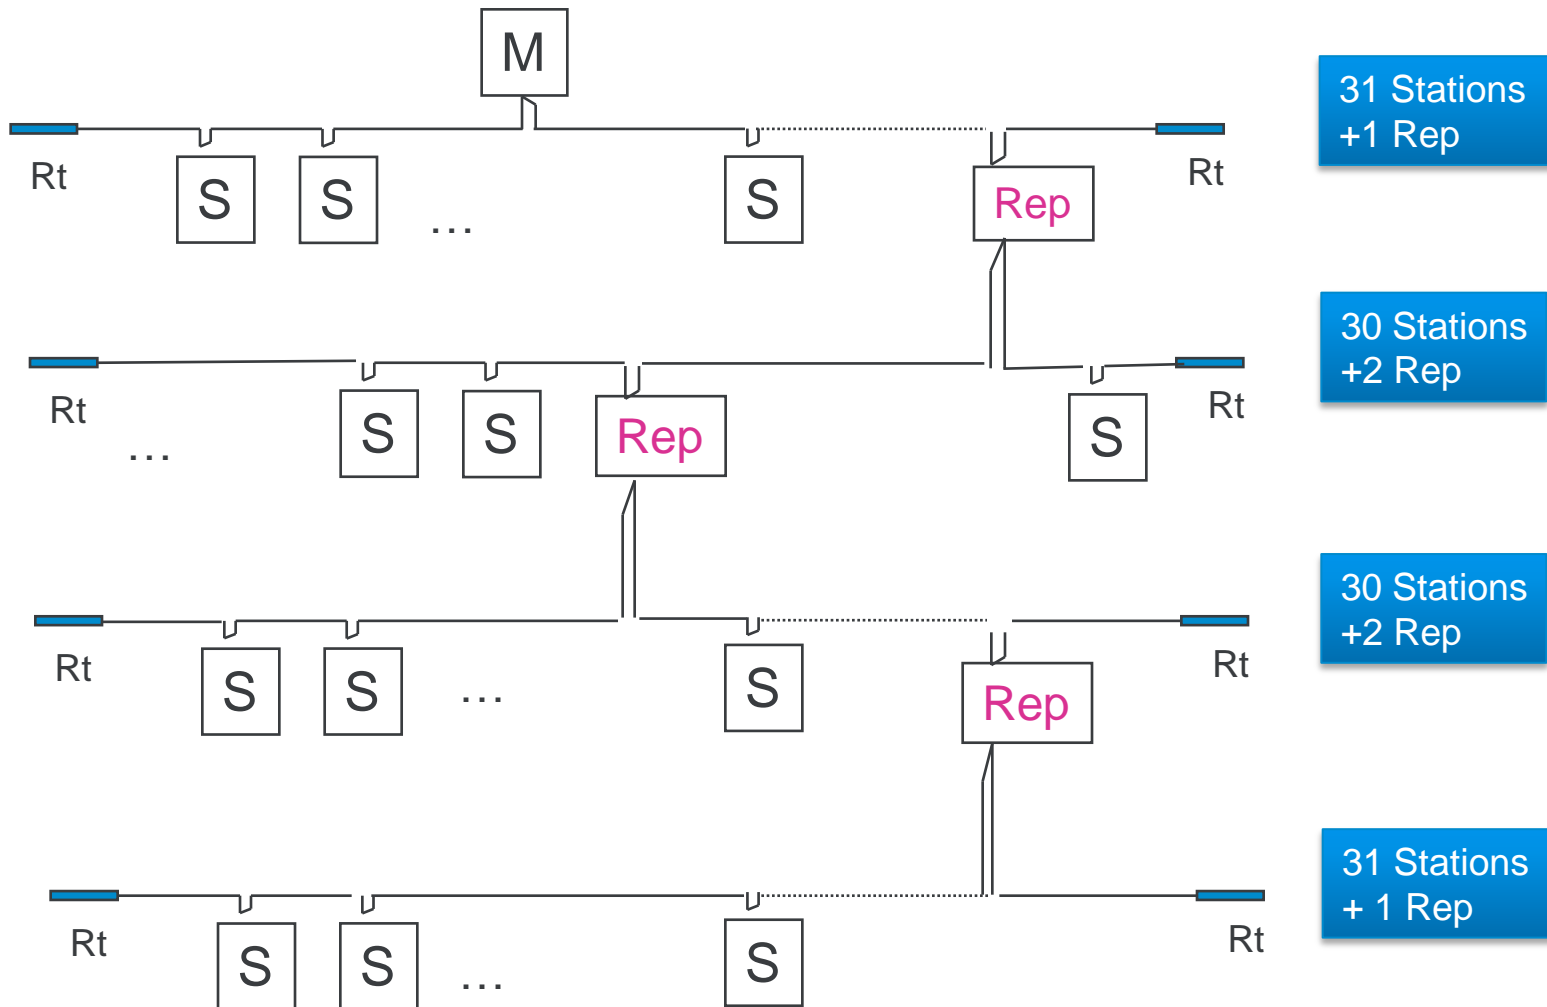 M
31 Stations
+1 Rep
Rt
S
S
...
S
Rep
Rt
30 Stations
+2 Rep
Rt
...
S
S
Rep
S
Rt
30 Stations
+2 Rep
Rt
S
S
...
S
Rep
Rt
31 Stations
+ 1 Rep
Rt
S
S
...
S
Rt